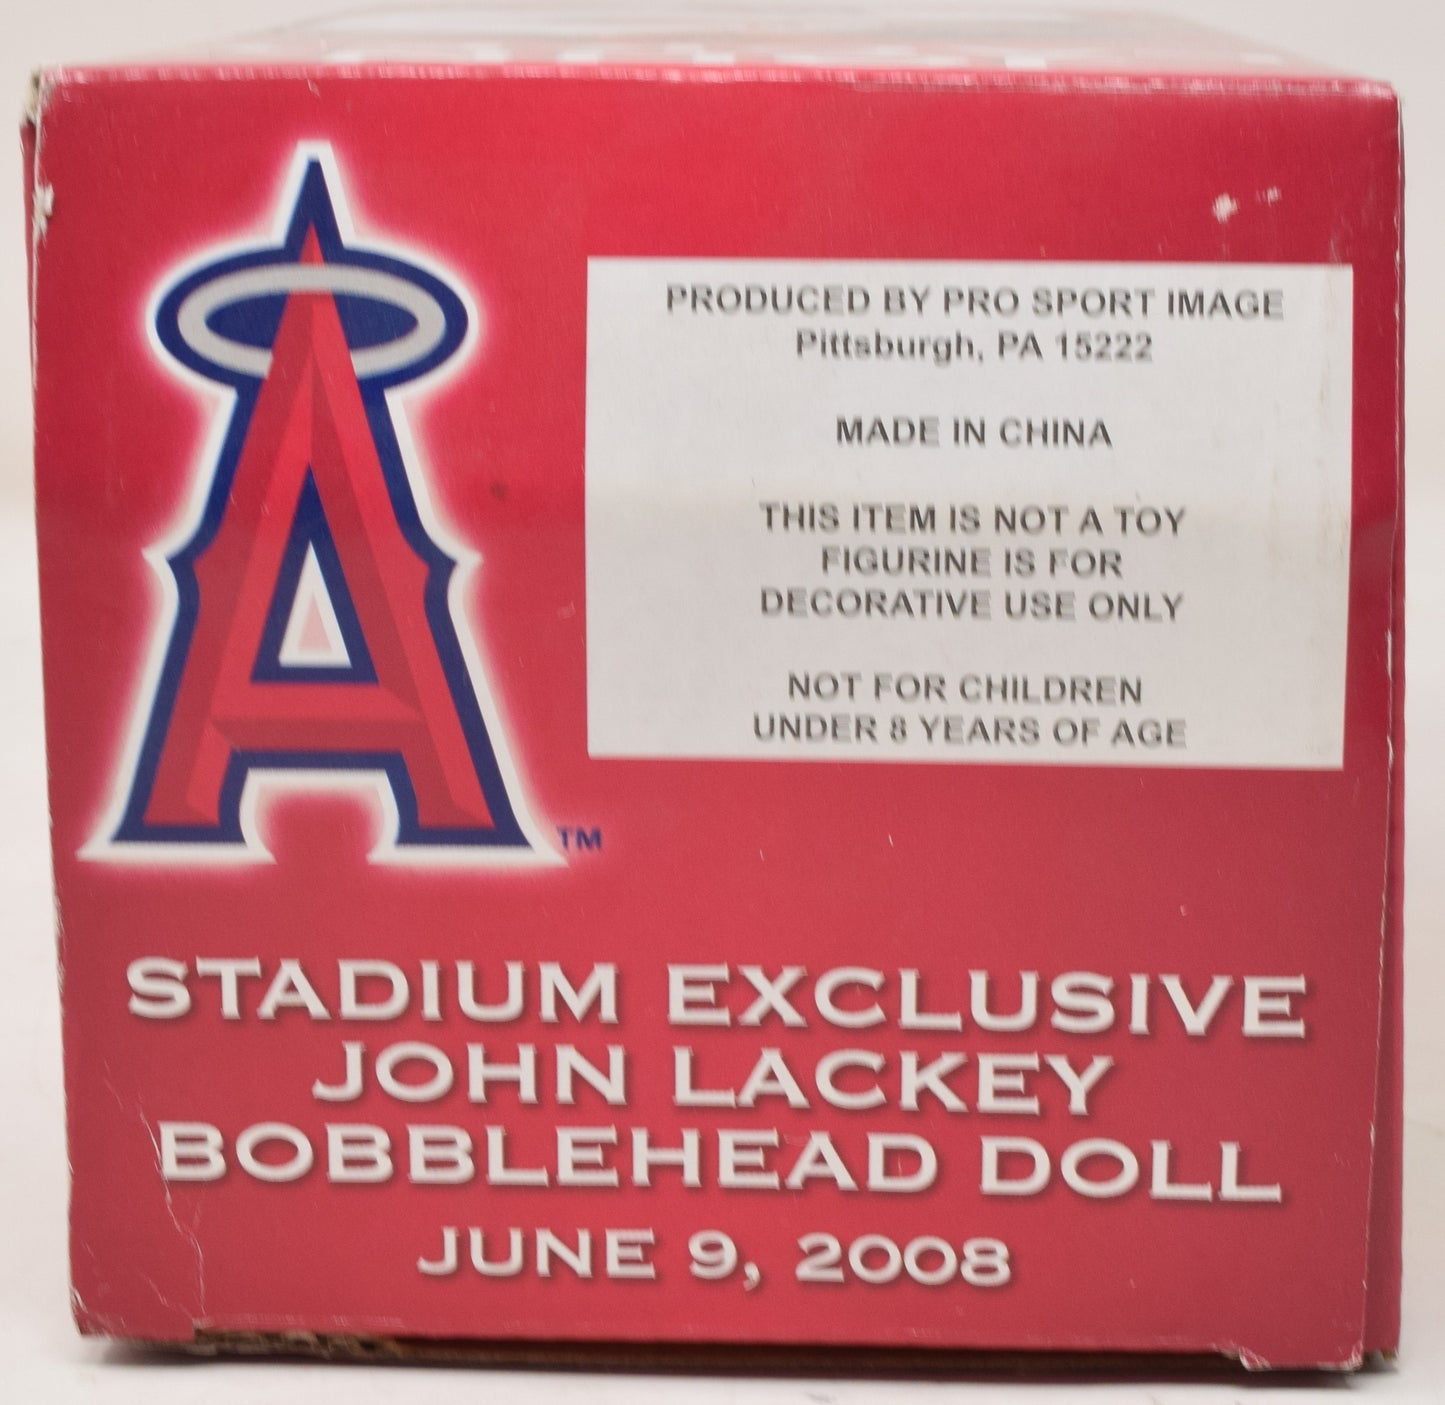 PRODUCED BY PRO SPORT IMAGE
Pittsburgh, PA 15222
MADE IN CHINA
THIS ITEM IS NOT A TOY
FIGURINE IS FOR
DECORATIVE USE ONLY
NOT FOR CHILDREN
UNDER 8 YEARS OF AGE
A
TM
STADIUM EXCLUSIVE
JOHN LACKEY
BOBBLEHEAD DOLL
JUNE 9, 2008